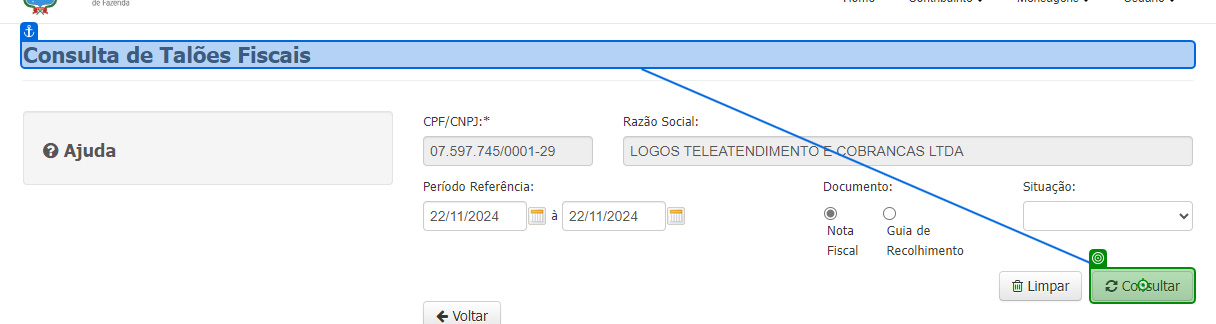 de Fazenda
Home Contribuinte Mensagens Usuário
Consulta de Talões Fiscais
Ajuda
CPF/CNPJ:* Razão Social:
07.597.745/0001-29 LOGOS TELEATENDIMENTO E COBRANCAS LTDA
Período Referência: Documento: Situação:
22/11/2024 à 22/11/2024
Nota Guia de
Fiscal Recolhimento
Limpar Consultar
Voltar